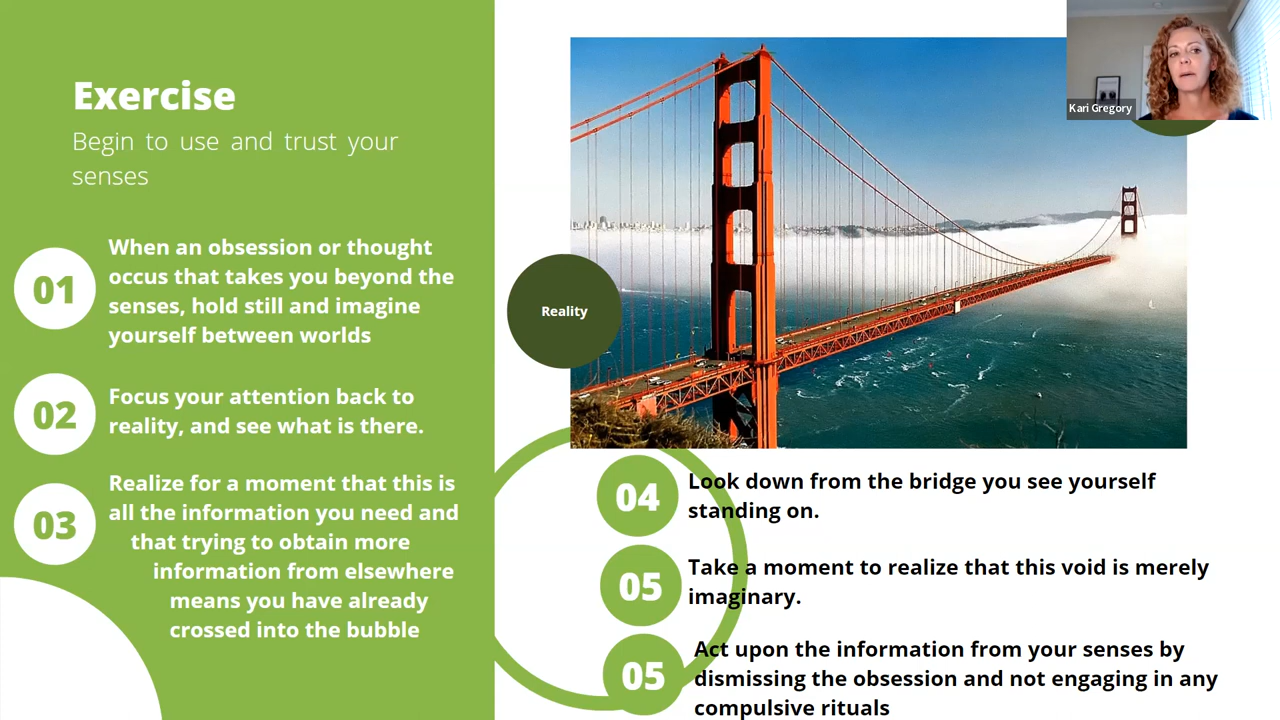 Exercise
Begin to use and trust your
senses
01
When an obsession or thought
occus that takes you beyond the
senses, hold still and imagine
yourself between worlds
02
Focus your attention back to
reality, and see what is there.
03
Realize for a moment that this is
all the information you need and
that trying to obtain more
information from elsewhere
means you have already
crossed into the bubble
Reality
Kari Gregory
04
Look down from the bridge you see yourself
standing on.
05
Take a moment to realize that this void is merely
imaginary.
05
Act upon the information from your senses by
dismissing the obsession and not engaging in any
compulsive rituals